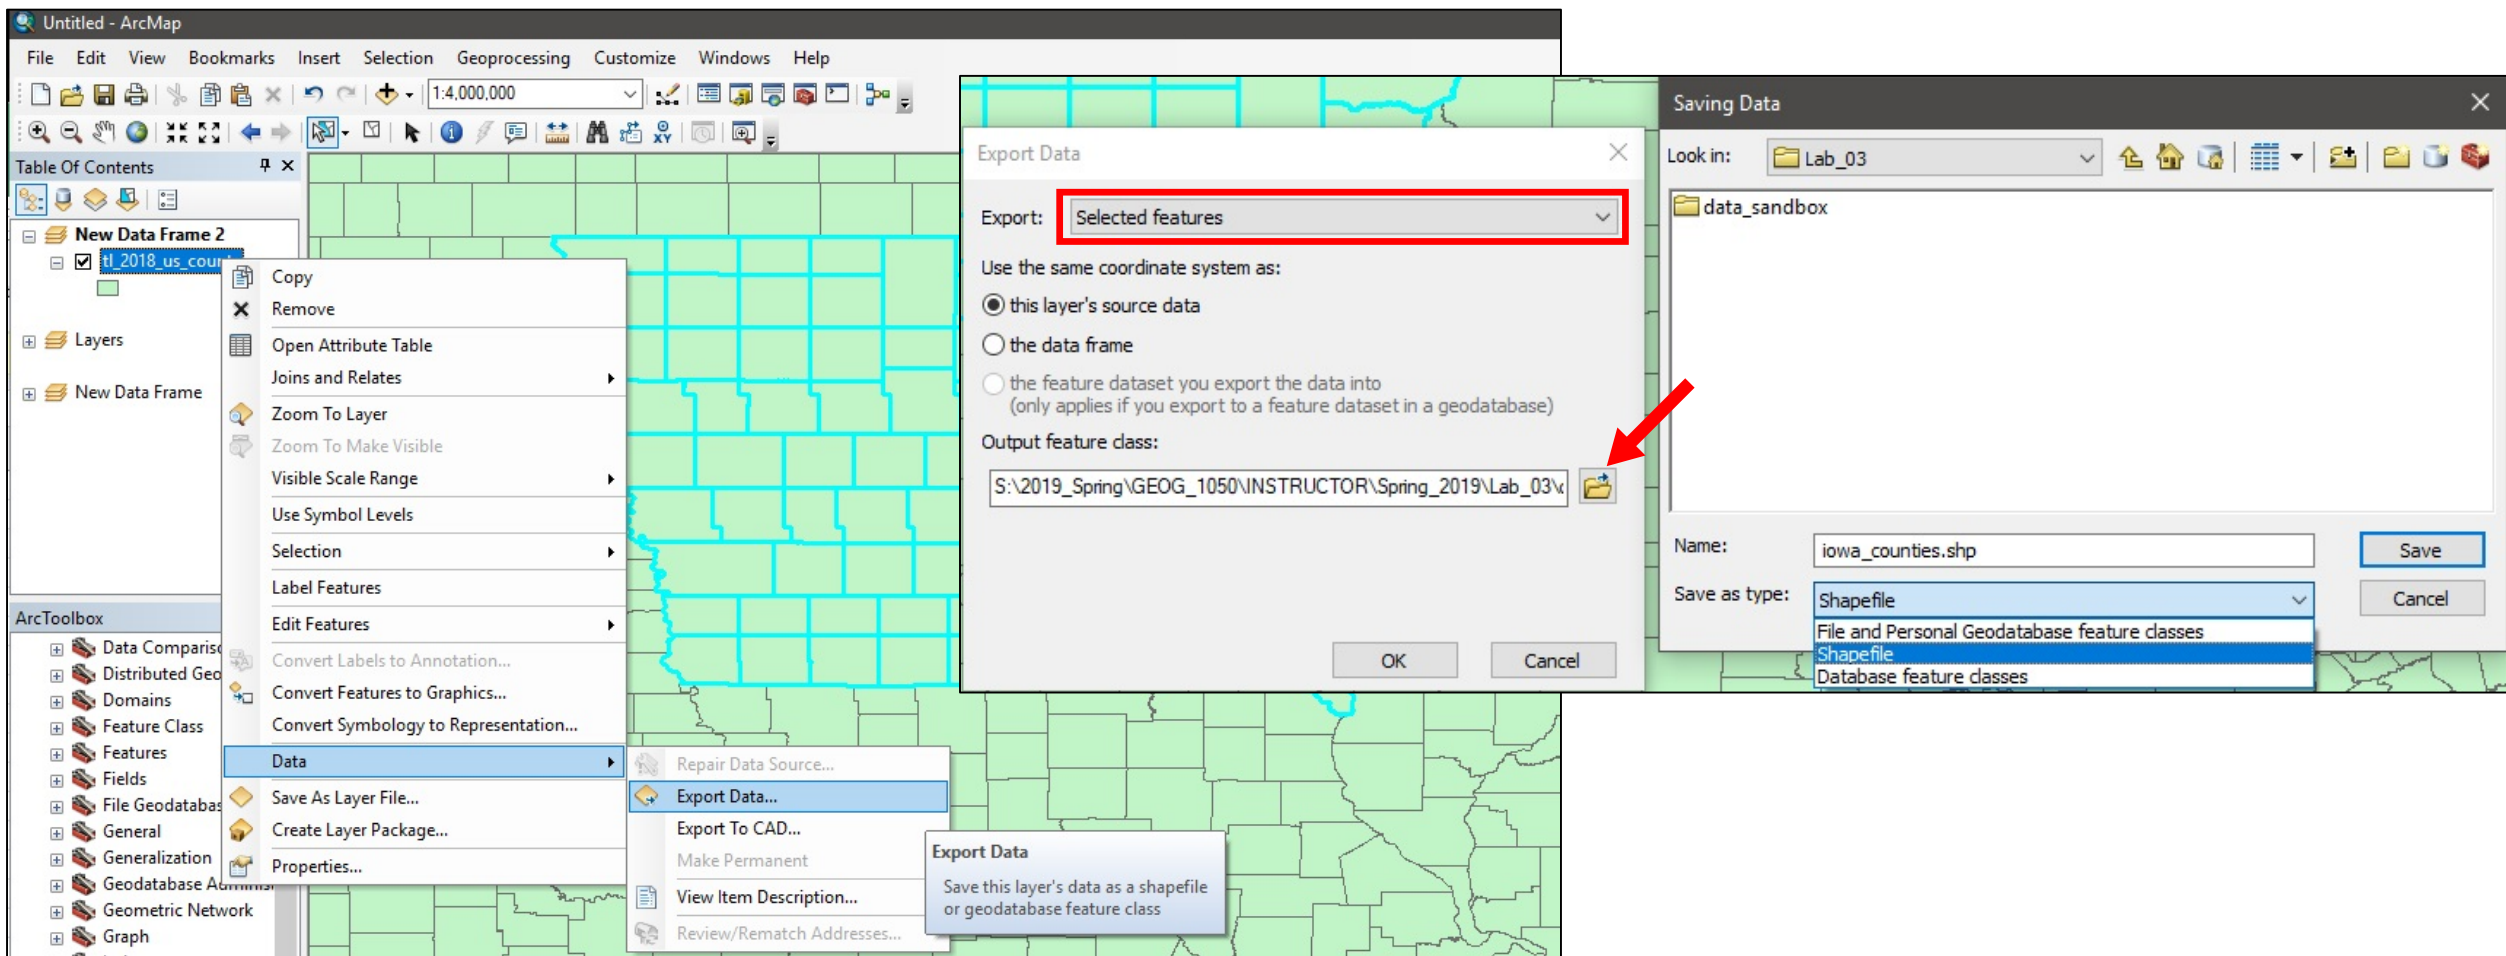 Untitled - ArcMap
File Edit View Bookmarks Insert Selection Geoprocessing Customize Windows Help
1:4,000,000
Table Of Contents
New Data Frame 2
tl_2018_us_coun
Layers
New Data Frame
ArcToolbox
Data Comparis
Distributed Geo
Domains
Feature Class
Features
Fields
File Geodatabas
General
Generalization
Geodatabase Adminis
Geometric Network
Graph
Copy
Remove
Open Attribute Table
Joins and Relates
Zoom To Layer
Zoom To Make Visible
Visible Scale Range
Use Symbol Levels
Selection
Label Features
Edit Features
Convert Labels to Annotation...
Convert Features to Graphics...
Convert Symbology to Representation...
Data
Save As Layer File...
Create Layer Package...
Properties...
Repair Data Source...
Export Data...
Export To CAD...
Make Permanent
View Item Description...
Review/Rematch Addresses...
Export Data
Save this layer's data as a shapefile
or geodatabase feature class
Export Data
Export: Selected features
Use the same coordinate system as:
this layer's source data
the data frame
the feature dataset you export the data into
(only applies if you export to a feature dataset in a geodatabase)
Output feature class:
S:\2019_Spring\GEOG_1050\INSTRUCTOR\Spring_2019\Lab_03\
OK Cancel
Saving Data
Look in: Lab_03
data_sandbox
Name: iowa_counties.shp Save
Save as type: Shapefile Cancel
File and Personal Geodatabase feature classes
Shapefile
Database feature classes